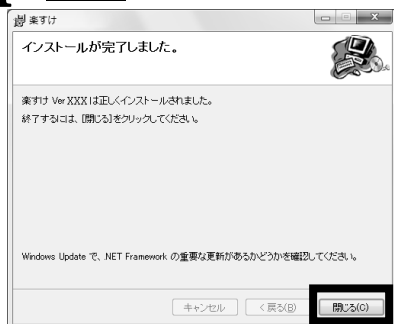 楽すけ
インストールが完了しました。
楽すけ Ver XXX は正しくインストールされました。
終了するには、[閉じる]をクリックしてください。
Windows Update で、.NET Framework の重要な更新があるかどうかを確認してください。
キャンセル
< 戻る(B)
閉じる(C)